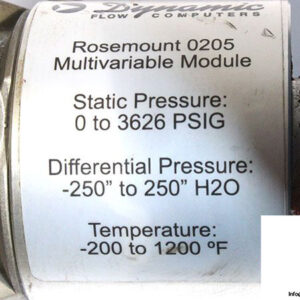 Dynamic
FLOW COMPUTERS
Rosemount 0205
Multivariable Module
Static Pressure:
0 to 3626 PSIG
Differential Pressure:
-250" to 250" H2O
Temperature:
-200 to 1200 ºF